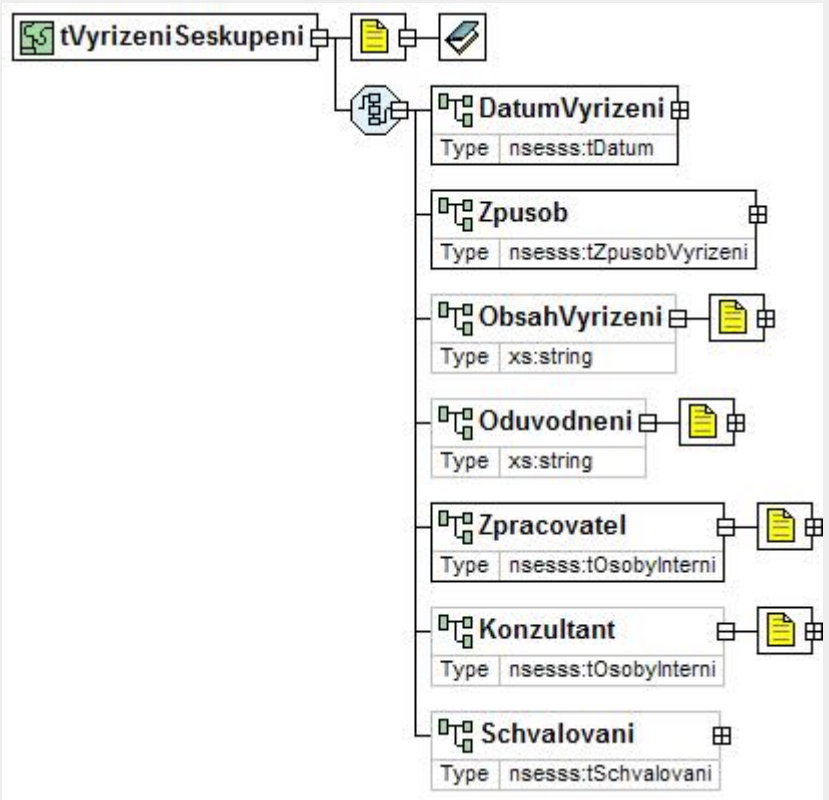 tVyrizeniSeskupeni
DatumVyrizeni
Type nsesss:tDatum
Zpusob
Type nsesss:tZpusobVyrizeni
ObsahVyrizeni
Type xs:string
Oduvodneni
Type xs:string
Zpracovatel
Type nsesss:tOsobyInterni
Konzultant
Type nsesss:tOsobyInterni
Schvalovani
Type nsesss:tSchvalovani